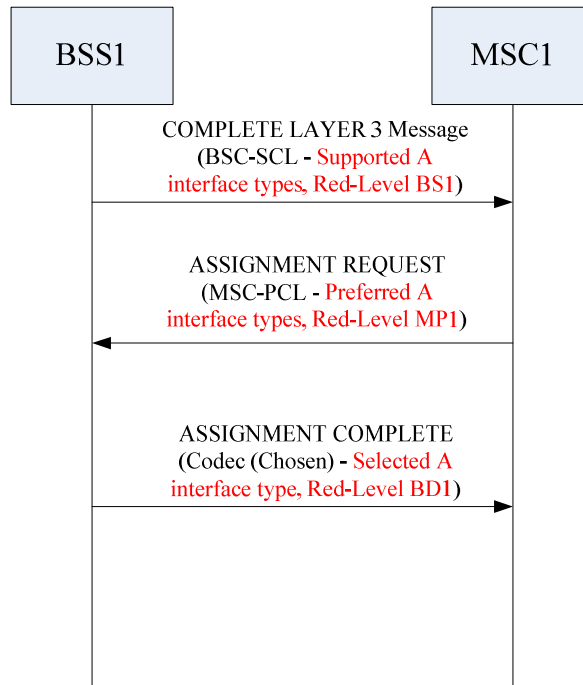 BSS1
MSC1
COMPLETE LAYER 3 Message
(BSC-SCL - Supported A
interface types, Red-Level BS1)
ASSIGNMENT REQUEST
(MSC-PCL - Preferred A
interface types, Red-Level MP1)
ASSIGNMENT COMPLETE
(Codec (Chosen) - Selected A
interface type, Red-Level BD1)